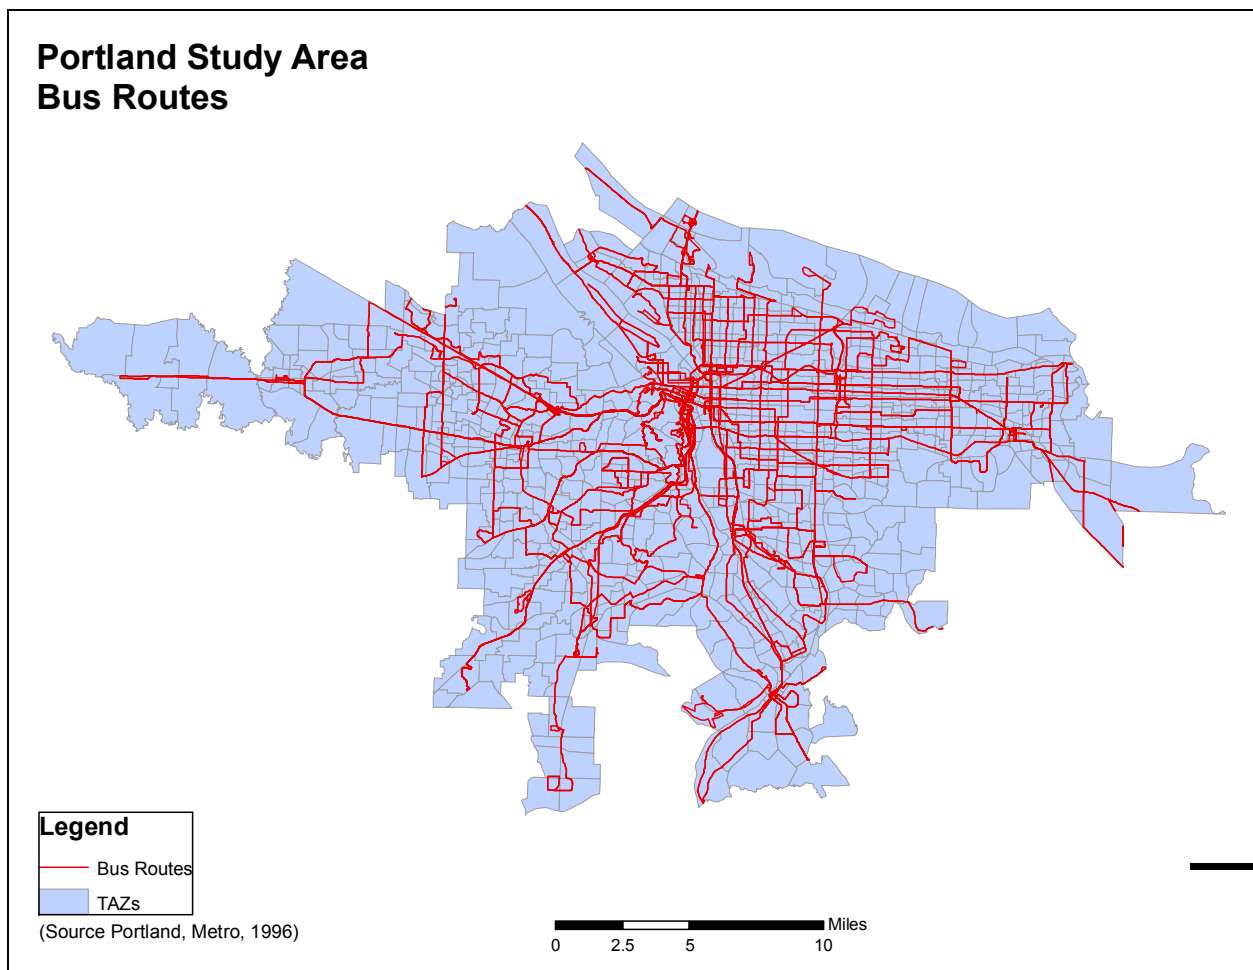 Portland Study Area
Bus Routes
Legend
Bus Routes
TAZs
(Source Portland, Metro, 1996)
Miles
0 2.5 5 10